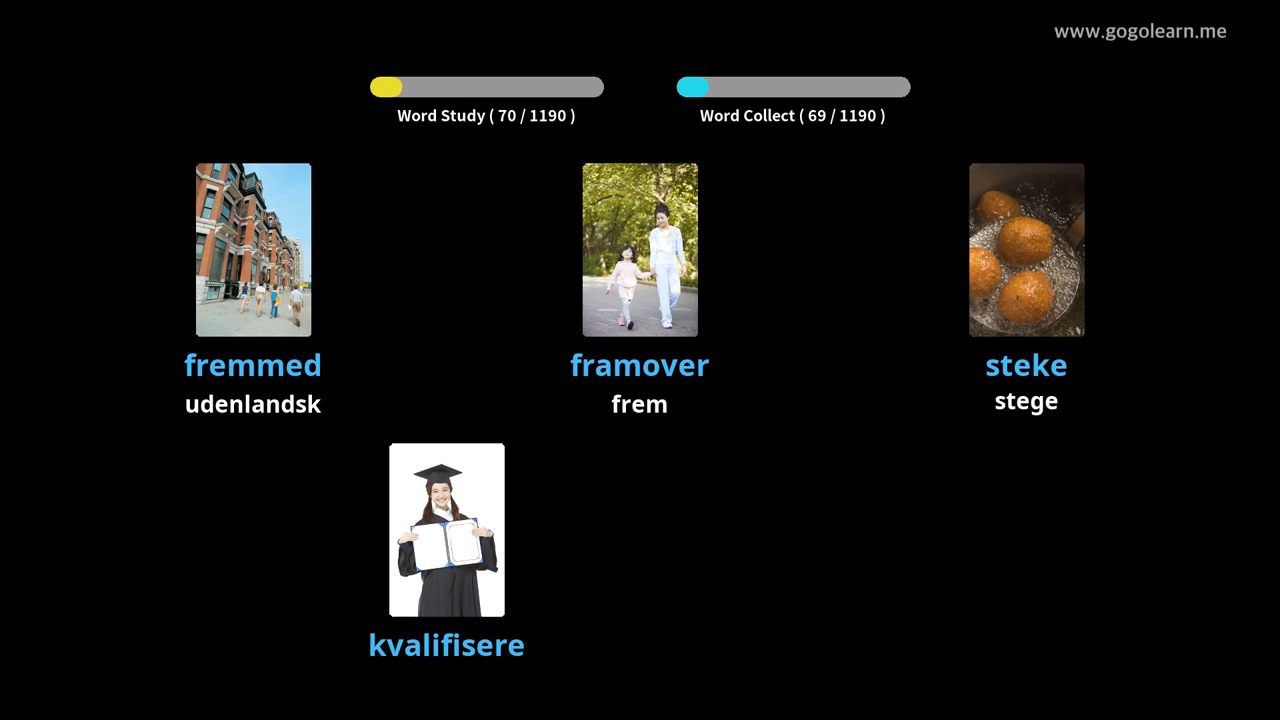 www.gogolearn.me
Word Study ( 70 / 1190 )
Word Collect ( 69 / 1190 )
fremmed
udenlandsk
framover
frem
steke
stege
kvalifisere